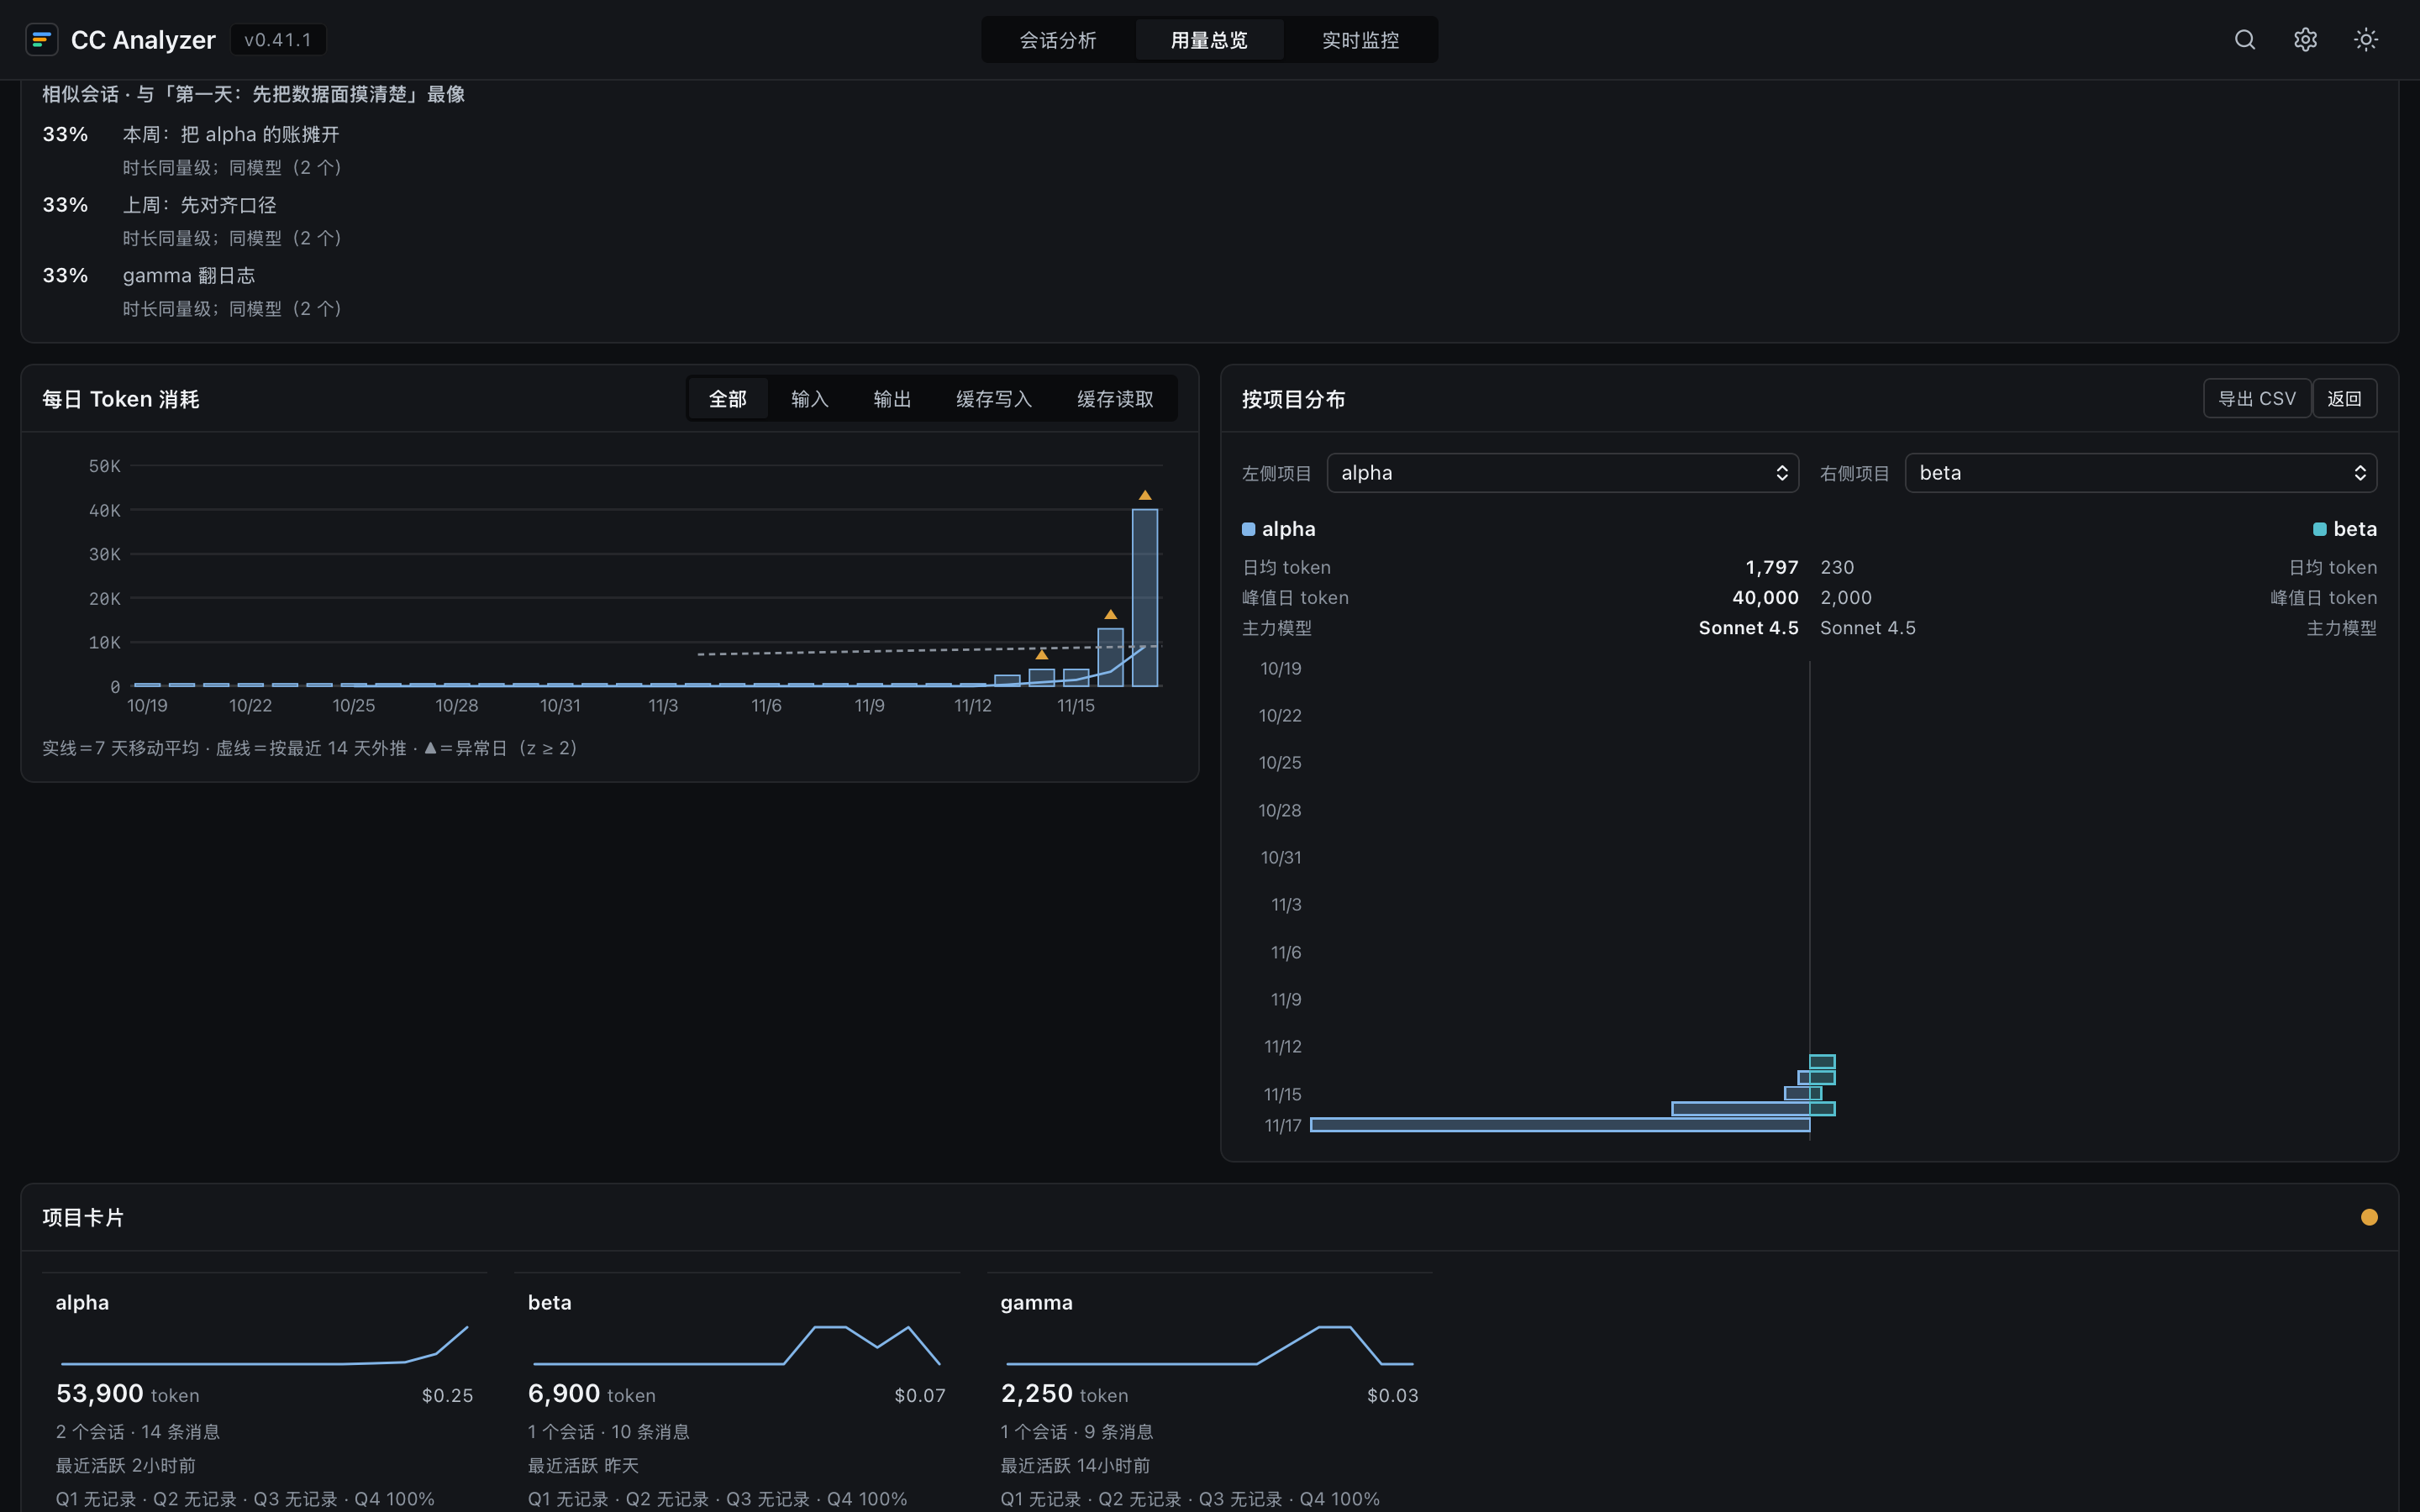 CC Analyzer v0.41.1
会话分析 用量总览 实时监控
相似会话 · 与「第一天：先把数据面摸清楚」最像
33% 本周：把 alpha 的账摊开
时长同量级；同模型（2 个）
33% 上周：先对齐口径
时长同量级；同模型（2 个）
33% gamma 翻日志
时长同量级；同模型（2 个）
每日 Token 消耗
全部 输入 输出 缓存写入 缓存读取
50K
40K
30K
20K
10K
0
10/19 10/22 10/25 10/28 10/31 11/3 11/6 11/9 11/12 11/15
实线＝7 天移动平均 · 虚线＝按最近 14 天外推 · ▲＝异常日（z ≥ 2）
按项目分布
导出 CSV 返回
左侧项目 alpha 右侧项目 beta
alpha beta
日均 token 1,797 230 日均 token
峰值日 token 40,000 2,000 峰值日 token
主力模型 Sonnet 4.5 Sonnet 4.5 主力模型
10/19
10/22
10/25
10/28
10/31
11/3
11/6
11/9
11/12
11/15
11/17
项目卡片
alpha
53,900 token $0.25
2 个会话 · 14 条消息
最近活跃 2小时前
Q1 无记录 · Q2 无记录 · Q3 无记录 · Q4 100%
beta
6,900 token $0.07
1 个会话 · 10 条消息
最近活跃 昨天
Q1 无记录 · Q2 无记录 · Q3 无记录 · Q4 100%
gamma
2,250 token $0.03
1 个会话 · 9 条消息
最近活跃 14小时前
Q1 无记录 · Q2 无记录 · Q3 无记录 · Q4 100%